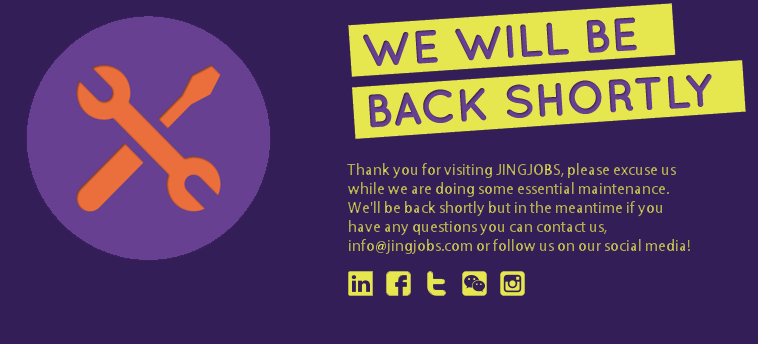 WE WILL BE
BACK SHORTLY
Thank you for visiting JINGJOBS, please excuse us
while we are doing some essential maintenance.
We'll be back shortly but in the meantime if you
have any questions you can contact us,
info@jingjobs.com or follow us on our social media!
in f t